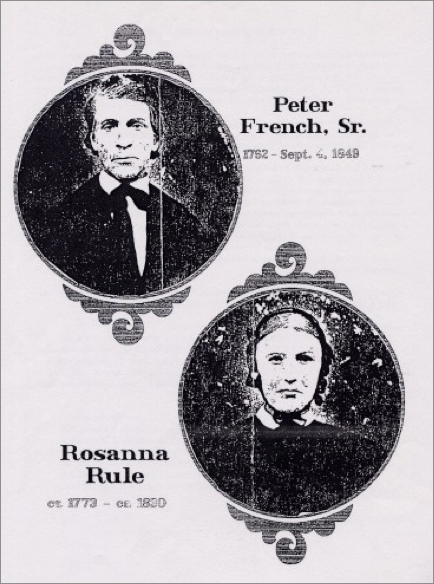 Peter
French, Sr.
1762 - Sept. 4, 1849
Rosanna
Rule
ca. 1773 - ca. 1830